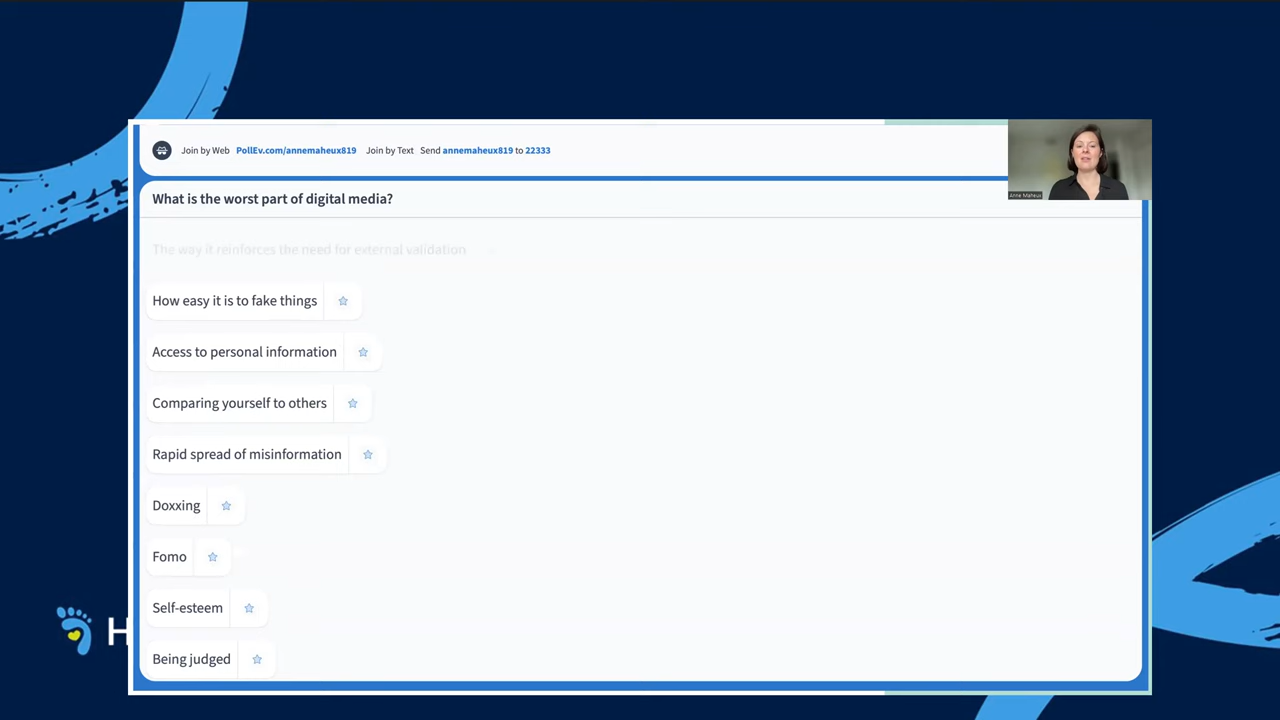 Join by Web PollEv.com/annemaheux819 Join by Text Send annemaheux819 to 22333
What is the worst part of digital media?
The way it reinforces the need for external validation
How easy it is to fake things
Access to personal information
Comparing yourself to others
Rapid spread of misinformation
Doxxing
Fomo
Self-esteem
Being judged
Anne Maheux
H